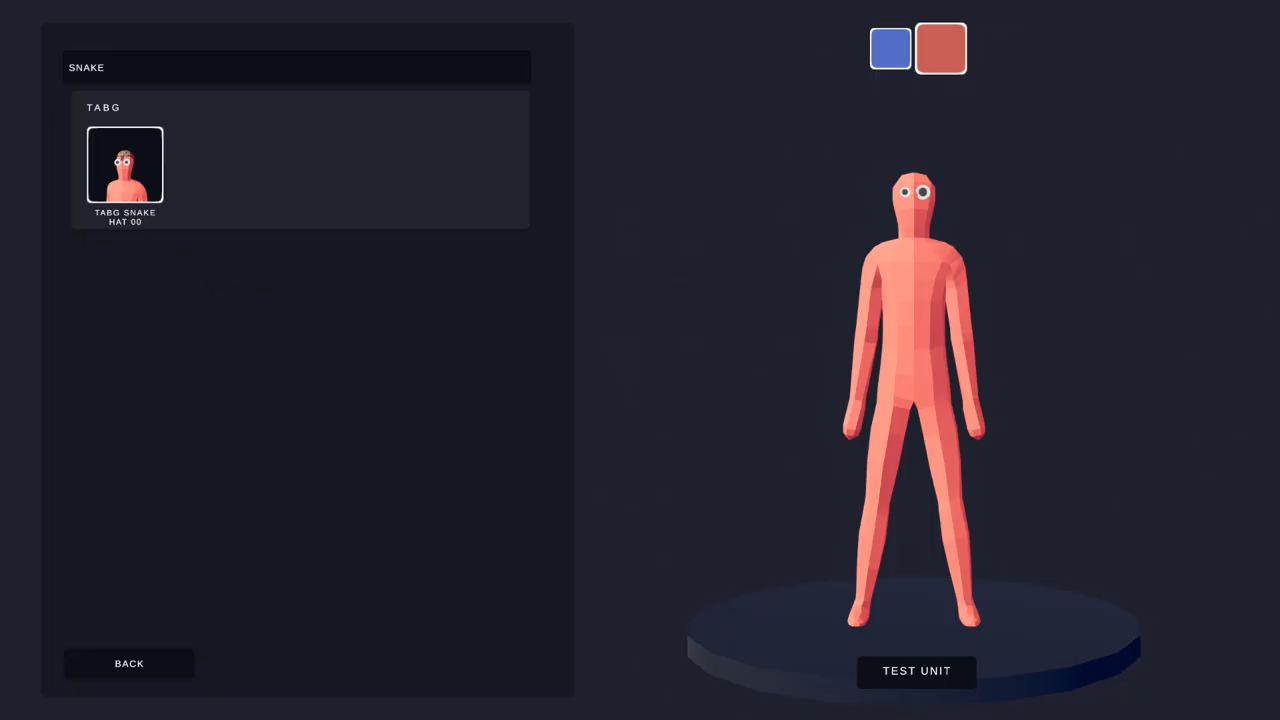 SNAKE
TABG
TABG SNAKE
HAT 00
BACK
TEST UNIT